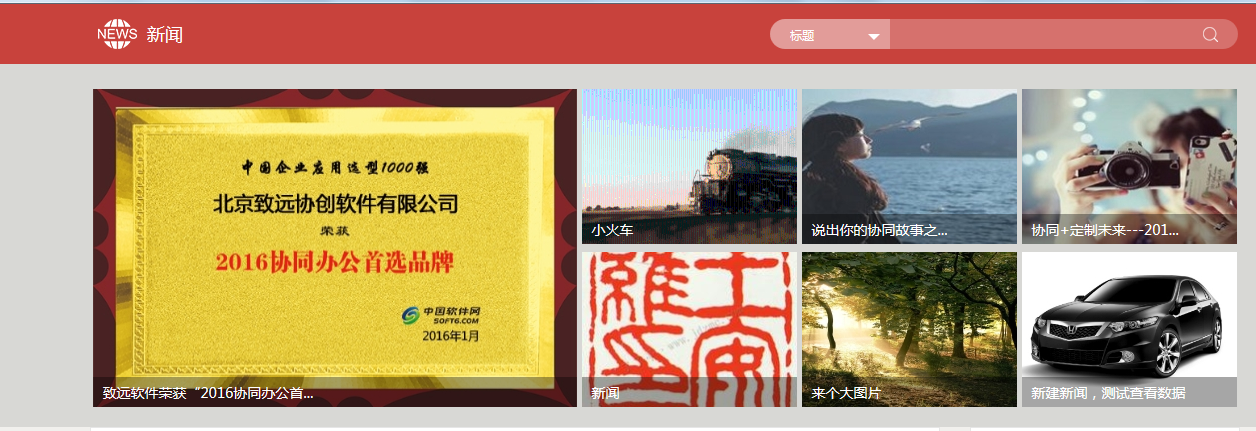 NEWS 新闻
标题
中国企业应用选型1000强
北京致远协创软件有限公司
荣获
2016协同办公首选品牌
中国软件网
SOFT6.COM
2016年1月
致远软件荣获“2016协同办公首...
小火车
说出你的协同故事之...
协同+定制未来---201...
新闻
来个大图片
新建新闻，测试查看数据